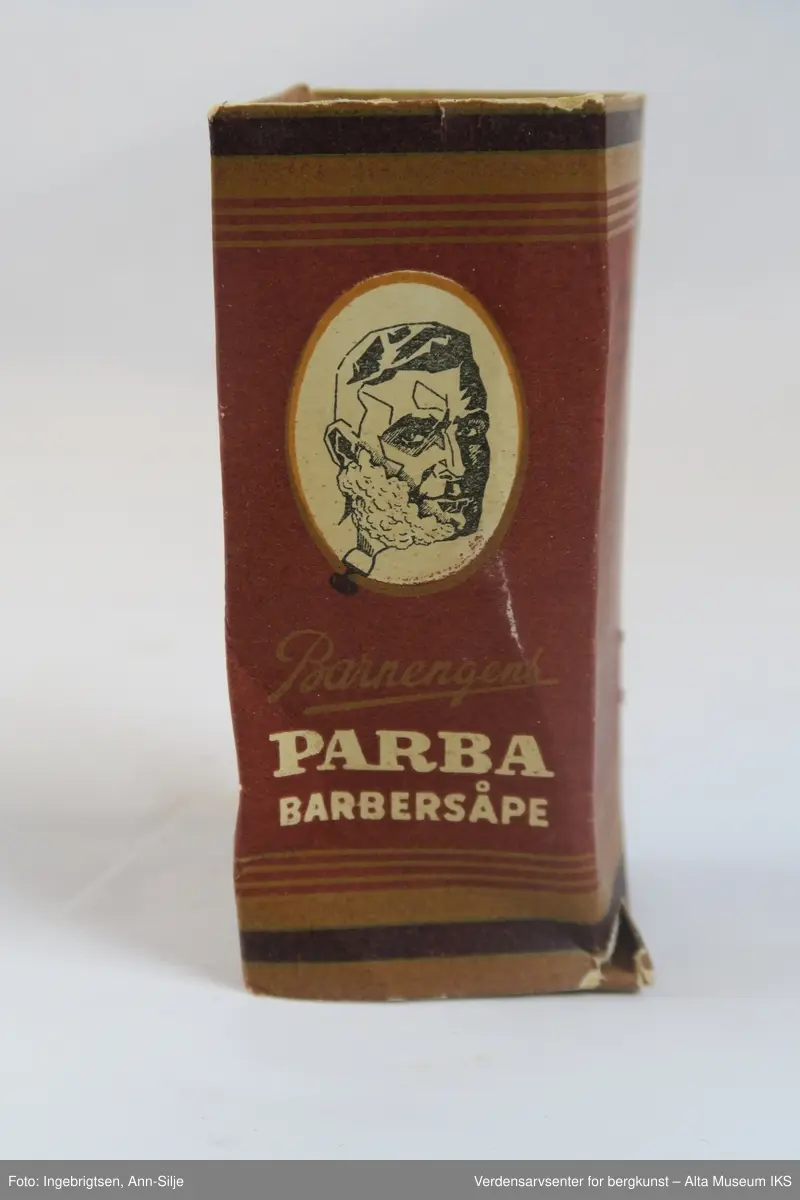 Barnengens
PARBA
BARBERSÅPE
Foto: Ingebrigtsen, Ann-Silje
Verdensarvsenter for bergkunst – Alta Museum IKS